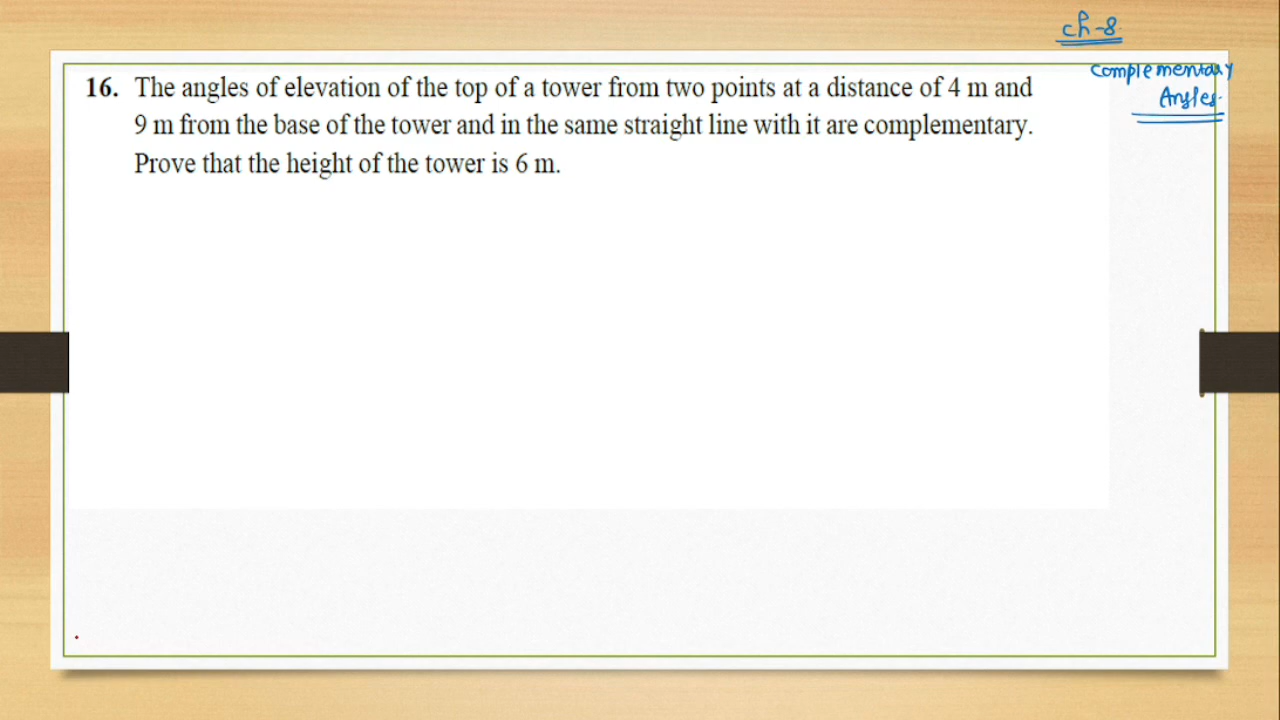 ch-8
complementary
Angles.
16. The angles of elevation of the top of a tower from two points at a distance of 4 m and
9 m from the base of the tower and in the same straight line with it are complementary.
Prove that the height of the tower is 6 m.